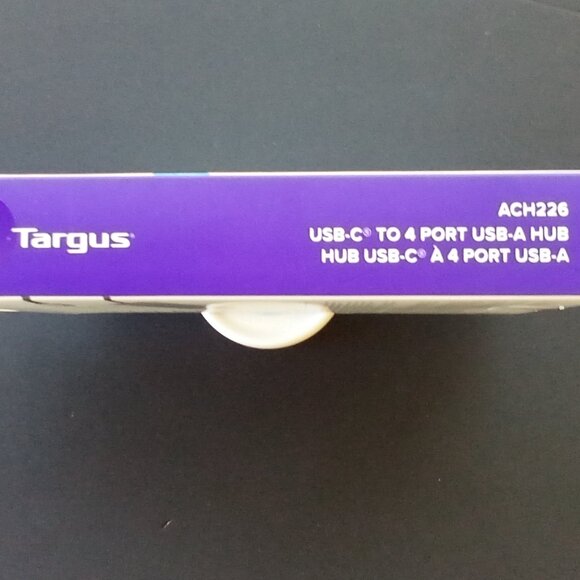 Targus
ACH226
USB-C® TO 4 PORT USB-A HUB
HUB USB-C® À 4 PORT USB-A